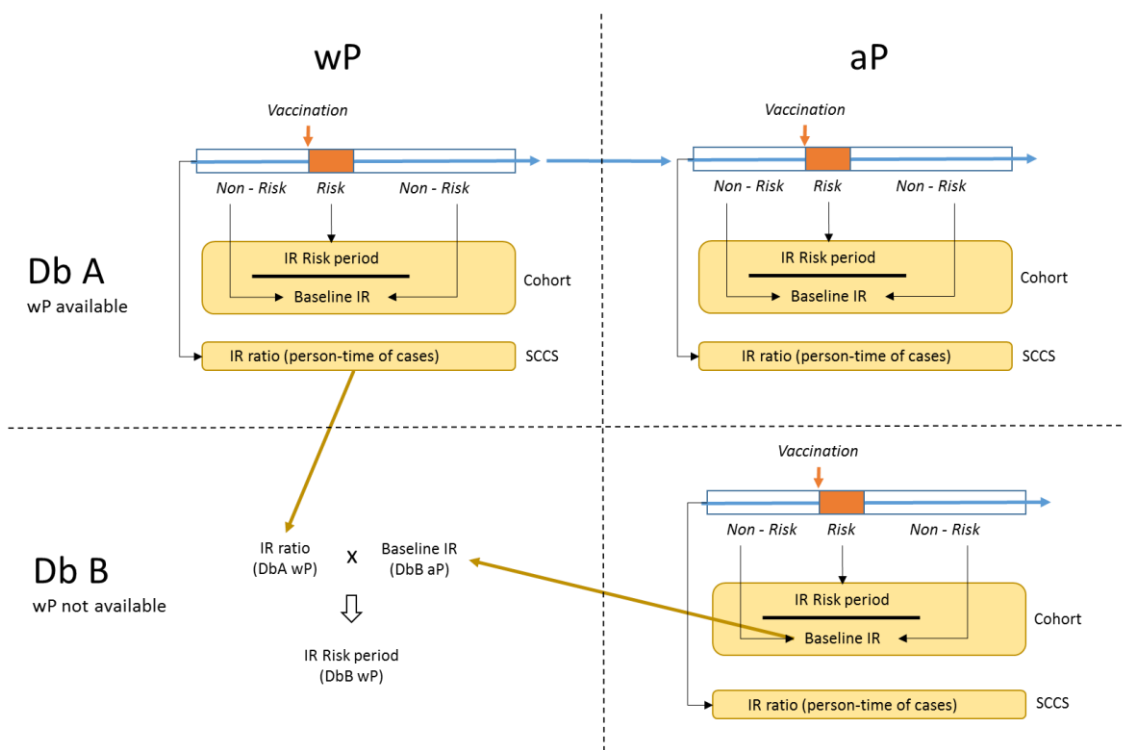 wP
aP
Vaccination
Vaccination
Non - Risk
Risk
Non - Risk
Non - Risk
Risk
Non - Risk
Db A
wP available
IR Risk period
Baseline IR
Cohort
IR Risk period
Baseline IR
Cohort
IR ratio (person-time of cases)
SCCS
IR ratio (person-time of cases)
SCCS
Db B
wP not available
IR ratio
(DbA wP)
x
Baseline IR
(DbB aP)
IR Risk period
(DbB wP)
Vaccination
Non - Risk
Risk
Non - Risk
IR Risk period
Baseline IR
Cohort
IR ratio (person-time of cases)
SCCS